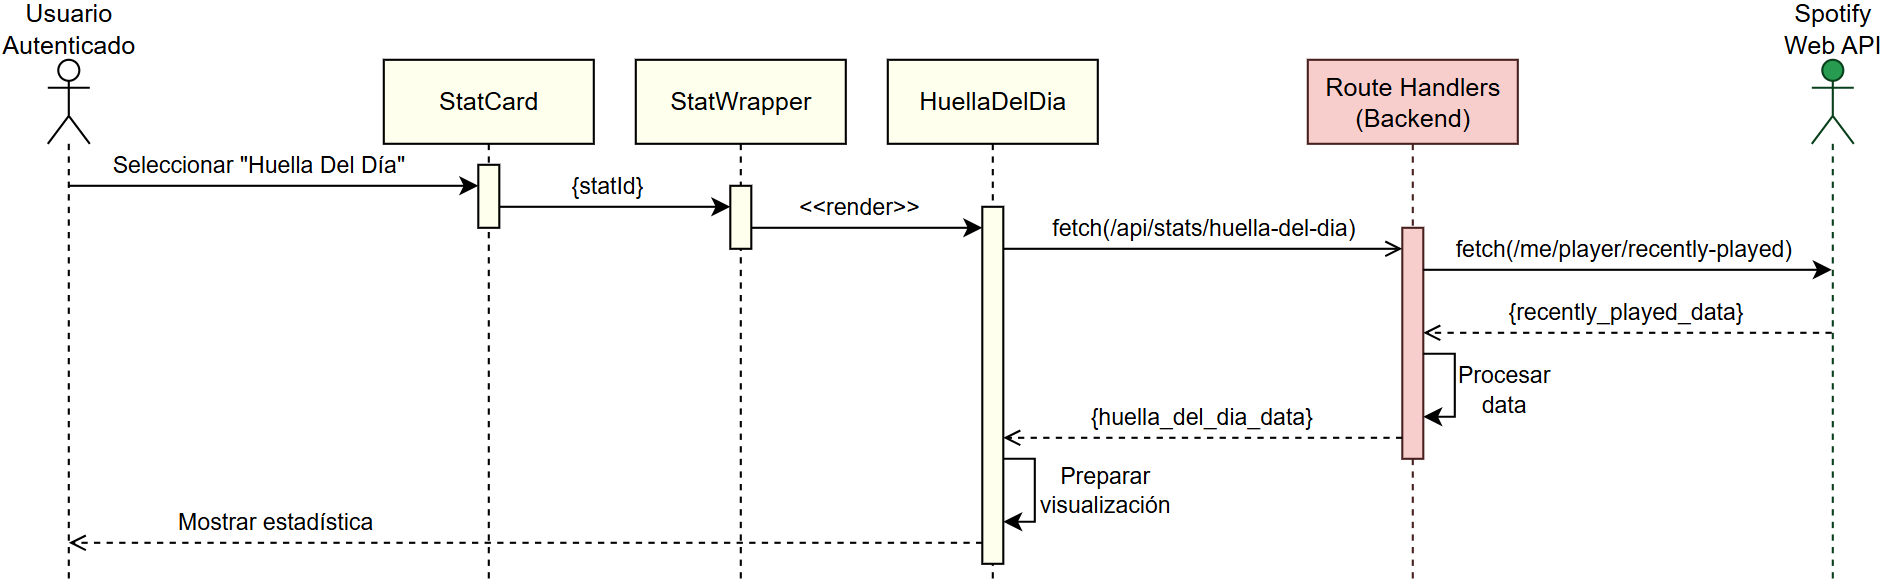 Usuario
Autenticado
StatCard
StatWrapper
HuellaDelDia
Route Handlers
(Backend)
Spotify
Web API
Seleccionar "Huella Del Día"
{statId}
<<render>>
fetch(/api/stats/huella-del-dia)
fetch(/me/player/recently-played)
{recently_played_data}
Procesar
data
{huella_del_dia_data}
Preparar
visualización
Mostrar estadística